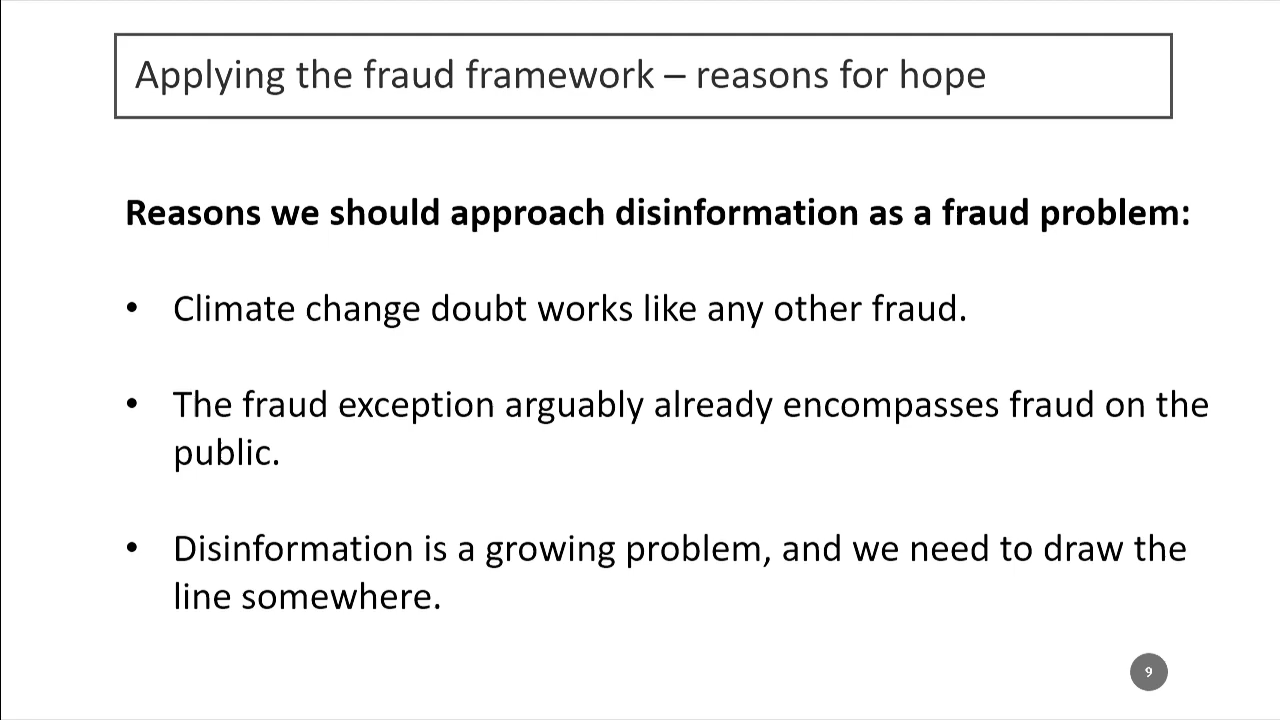 Applying the fraud framework – reasons for hope
Reasons we should approach disinformation as a fraud problem:
• Climate change doubt works like any other fraud.
• The fraud exception arguably already encompasses fraud on the
public.
• Disinformation is a growing problem, and we need to draw the
line somewhere.
9